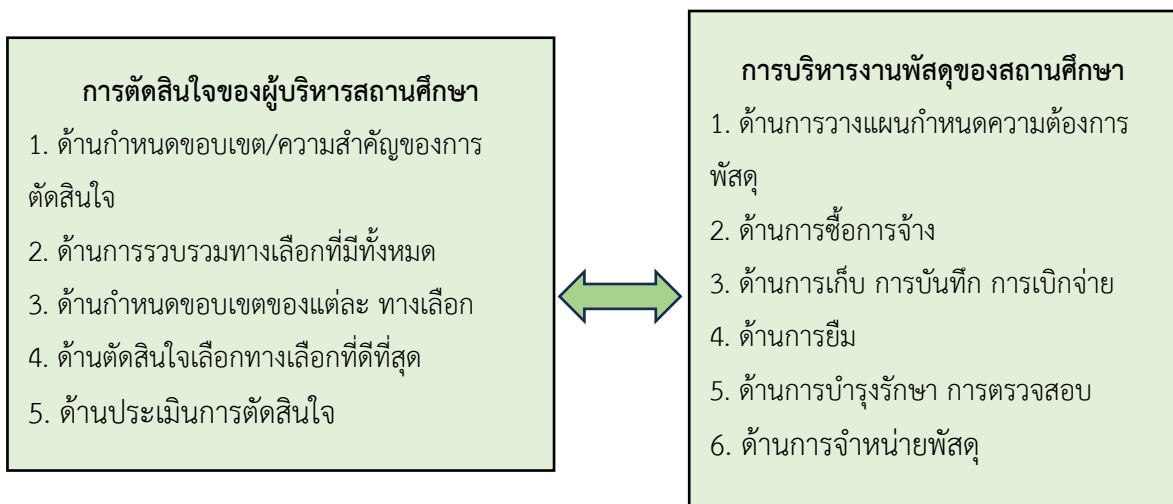 การตัดสินใจของผู้บริหารสถานศึกษา
1. ด้านกำหนดขอบเขต/ความสำคัญของการ
ตัดสินใจ
2. ด้านการรวบรวมทางเลือกที่มีทั้งหมด
3. ด้านกำหนดขอบเขตของแต่ละ ทางเลือก
4. ด้านตัดสินใจเลือกทางเลือกที่ดีที่สุด
5. ด้านประเมินการตัดสินใจ
การบริหารงานพัสดุของสถานศึกษา
1. ด้านการวางแผนกำหนดความต้องการ
พัสดุ
2. ด้านการซื้อการจ้าง
3. ด้านการเก็บ การบันทึก การเบิกจ่าย
4. ด้านการยืม
5. ด้านการบำรุงรักษา การตรวจสอบ
6. ด้านการจำหน่ายพัสดุ